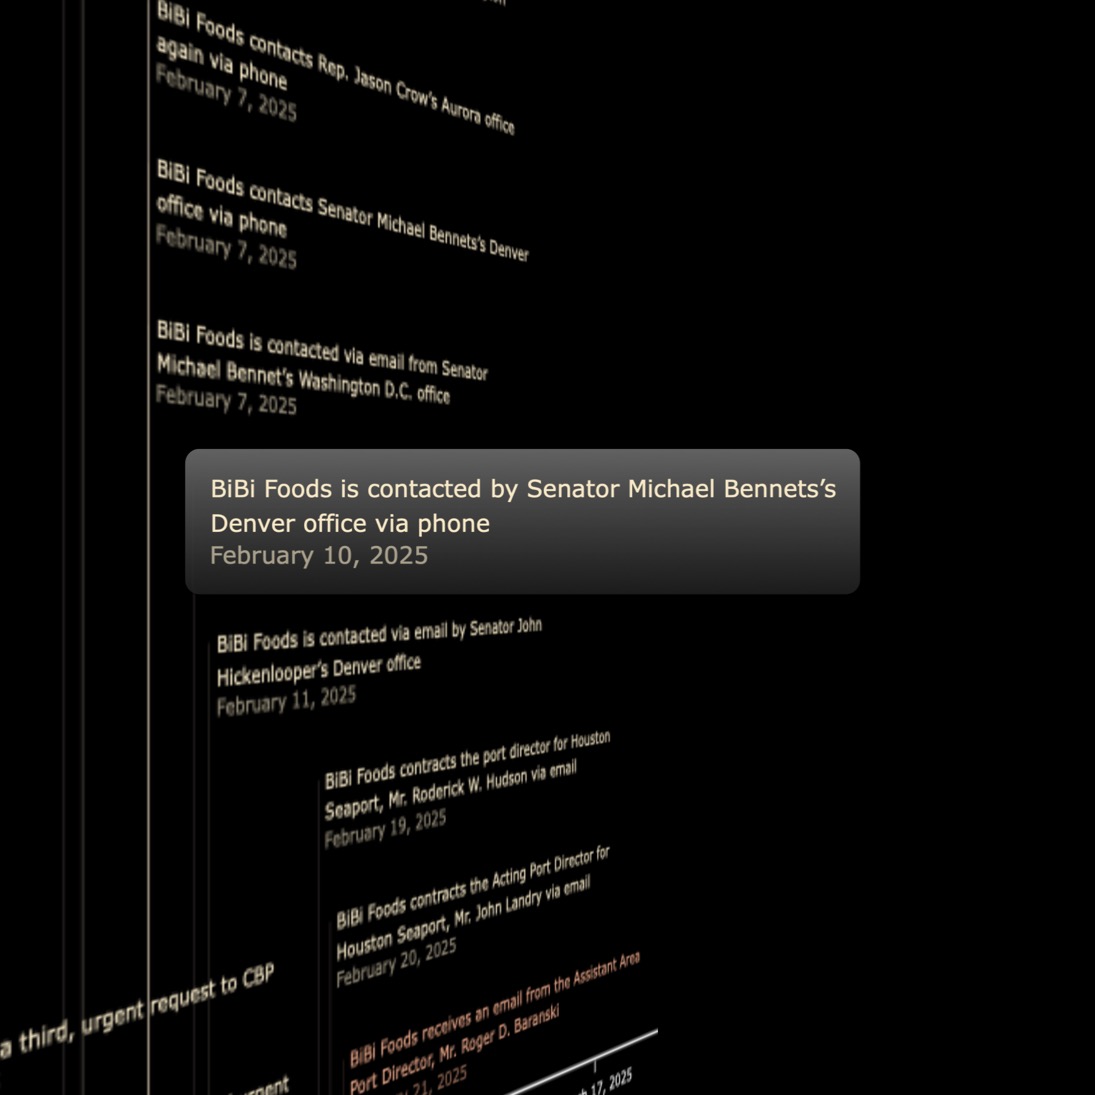 BiBi Foods contacts Rep. Jason Crow's Aurora office
again via phone
February 7, 2025
BiBi Foods contacts Senator Michael Bennets's Denver
office via phone
February 7, 2025
BiBi Foods is contacted via email from Senator
Michael Bennet's Washington D.C. office
February 7, 2025
BiBi Foods is contacted by Senator Michael Bennets's
Denver office via phone
February 10, 2025
BiBi Foods is contacted via email by Senator John
Hickenlooper's Denver office
February 11, 2025
BiBi Foods contracts the port director for Houston
Seaport, Mr. Roderick W. Hudson via email
February 19, 2025
BiBi Foods contracts the Acting Port Director for
Houston Seaport, Mr. John Landry via email
February 20, 2025
a third, urgent request to CBP
BiBi Foods receives an email from the Assistant Area
Port Director, Mr. Roger D. Baranski
21, 2025
17, 2025